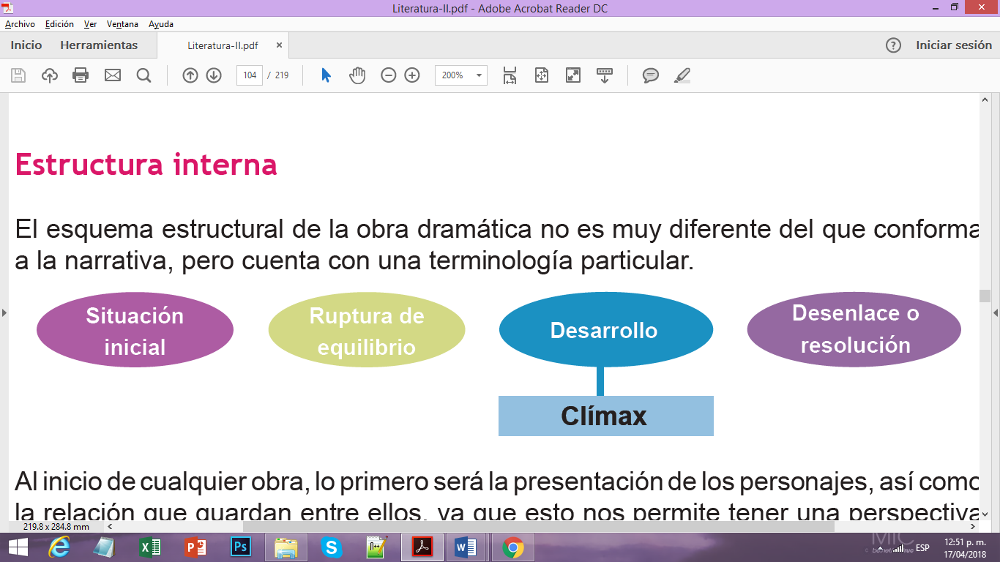 Literatura-II.pdf - Adobe Acrobat Reader DC
Archivo Edición Ver Ventana Ayuda
Inicio Herramientas Literatura-II.pdf × ? Iniciar sesión
104 / 219 200%
Estructura interna
El esquema estructural de la obra dramática no es muy diferente del que conforma
a la narrativa, pero cuenta con una terminología particular.
Situación
inicial
Ruptura de
equilibrio
Desarrollo
Desenlace o
resolución
Clímax
Al inicio de cualquier obra, lo primero será la presentación de los personajes, así como
la relación que guardan entre ellos, ya que esto nos permite tener una perspectiva
219.8 x 284.8 mm
ESP
12:51 p. m.
17/04/2018